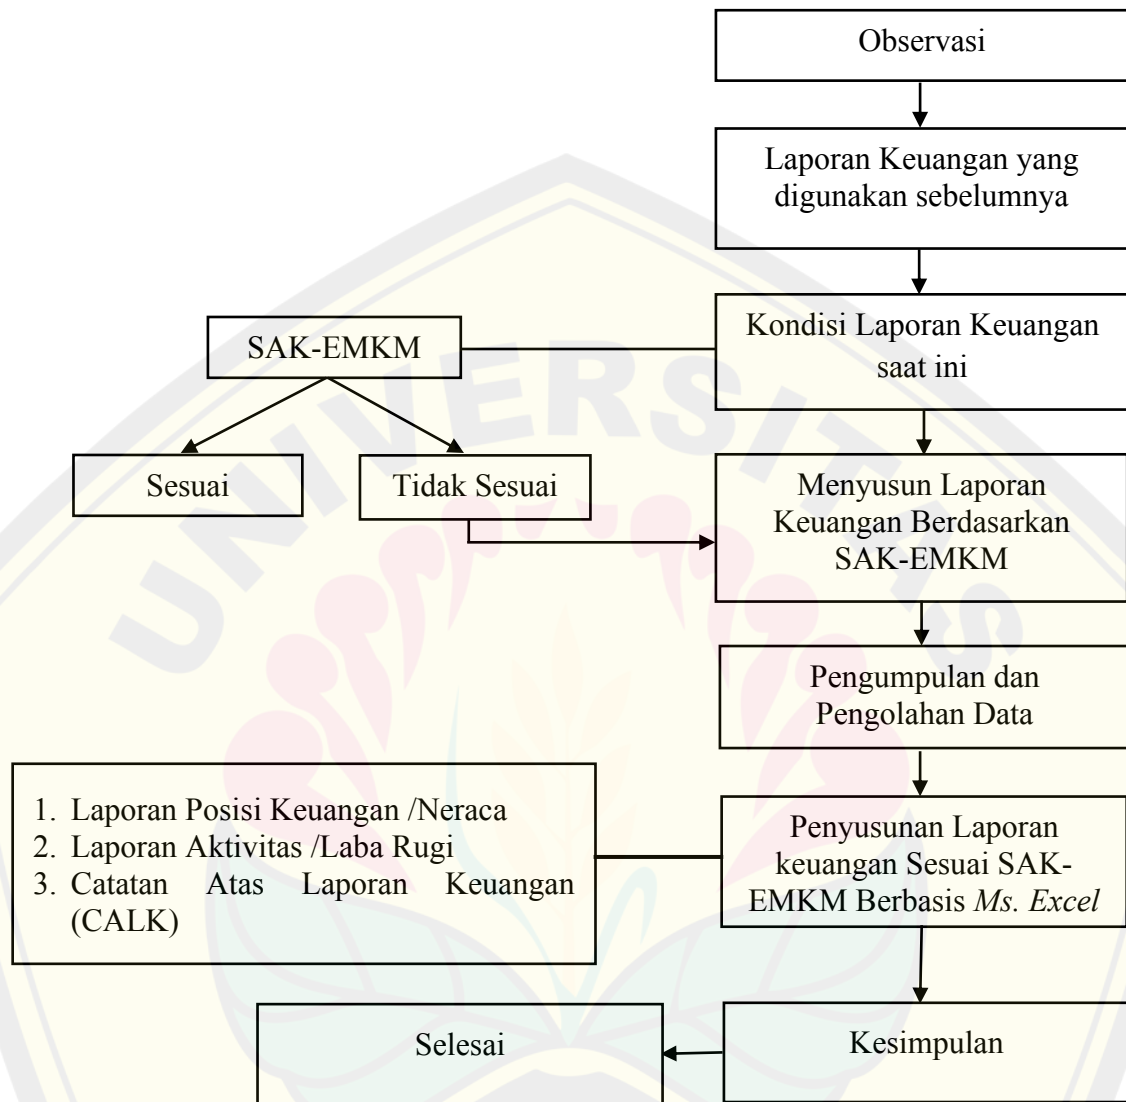 Observasi
Laporan Keuangan yang
digunakan sebelumnya
Kondisi Laporan Keuangan
saat ini
SAK-EMKM
Sesuai
Tidak Sesuai
Menyusun Laporan
Keuangan Berdasarkan
SAK-EMKM
Pengumpulan dan
Pengolahan Data
1. Laporan Posisi Keuangan /Neraca
2. Laporan Aktivitas /Laba Rugi
3. Catatan Atas Laporan Keuangan
(CALK)
Penyusunan Laporan
keuangan Sesuai SAK-
EMKM Berbasis Ms. Excel
Kesimpulan
Selesai
UNIVERSITAS